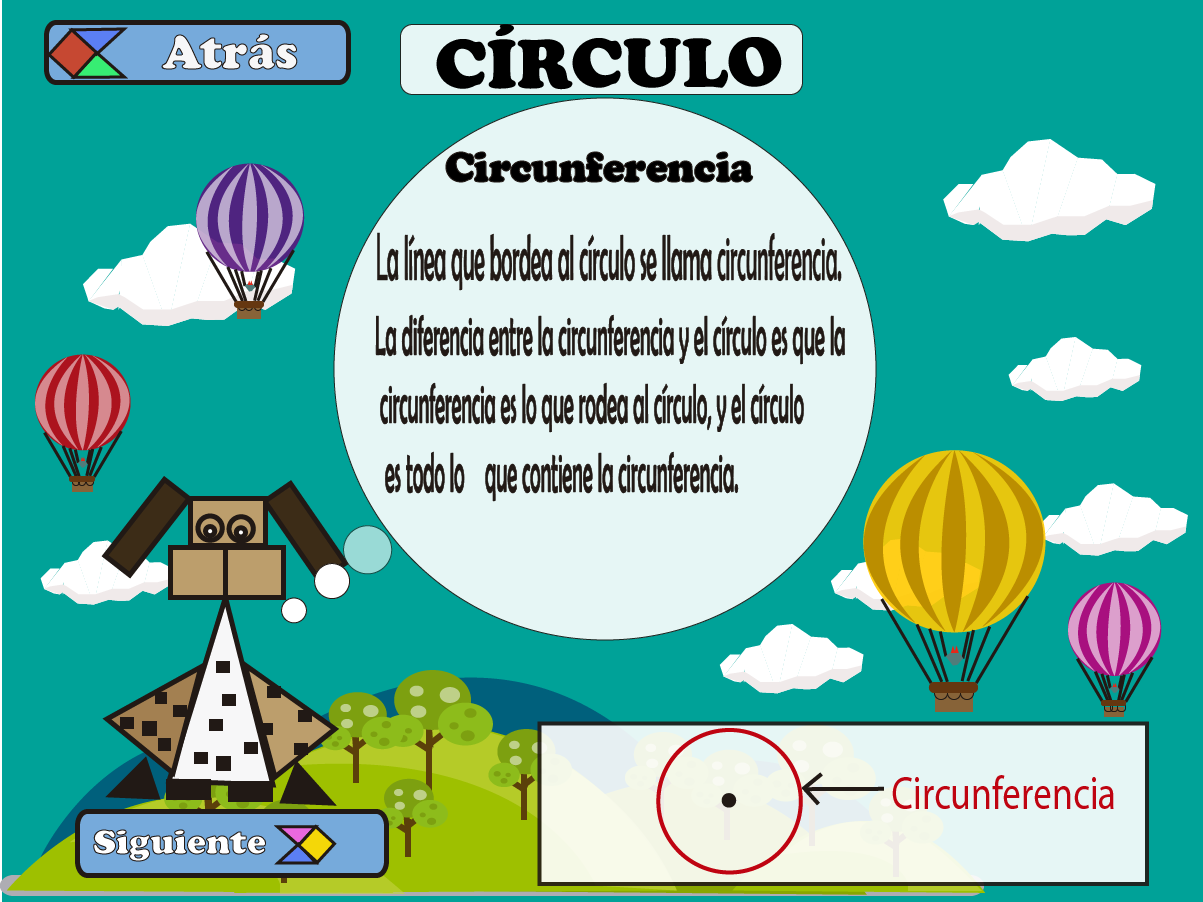 Atrás
CÍRCULO
Circunferencia
La línea que bordea al círculo se llama circunferencia.
La diferencia entre la circunferencia y el círculo es que la
circunferencia es lo que rodea al círculo, y el círculo
es todo lo que contiene la circunferencia.
Circunferencia
Siguiente